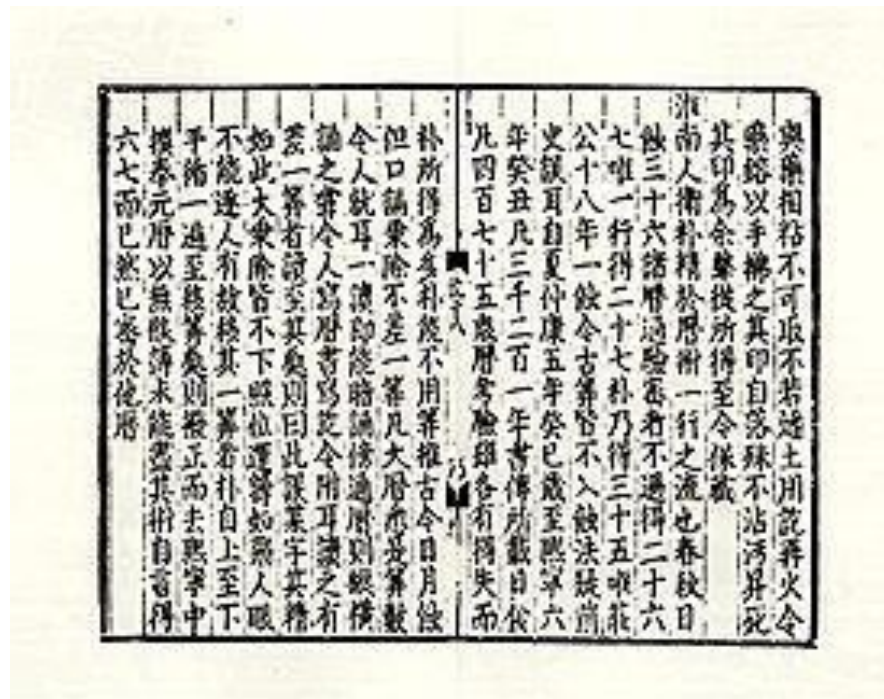 與藥相粘不可取不若燔土用訖再火令
藥鎔以手拂之其印自落殊不沾污昇死
其印爲余羣從所得至今保藏
淮南人衛朴精於曆術一行之流也春秋日
蝕三十六諸曆通驗密者不過得二十六
七唯一行得二十七朴乃得三十五唯莊
公十八年一蝕今古算皆不入蝕法疑前
史誤耳自夏仲康五年癸巳歲至熙寧六
年癸丑凡三千二百一年書傳所載日食
凡四百七十五衆曆考驗雖各有得失而
朴所得爲多朴能不用算推古今日月蝕
但口誦乘除不差一算凡大曆悉是算數
令人就耳一讀即能暗誦傍通曆則縱橫
誦之嘗令人寫曆書寫訖令附耳讀之有
差一算者讀至其處則曰此誤某字其精
如此大乘除皆不下照位運籌如飛人眼
不能逐人有故移其一算者朴自上至下
手循一遍至移算處則撥正而去熙寧中
撰奉元曆以無候簿未能盡其術自言得
六七而已然已密於他曆